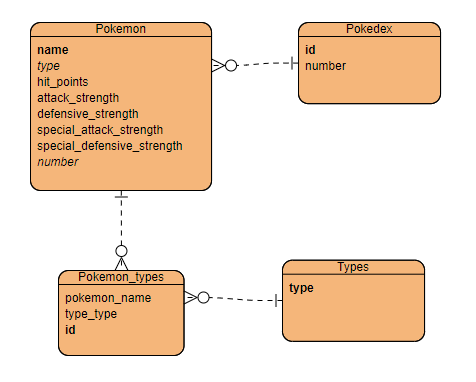 Pokemon
name
type
hit_points
attack_strength
defensive_strength
special_attack_strength
special_defensive_strength
number
Pokedex
id
number
Pokemon_types
pokemon_name
type_type
id
Types
type